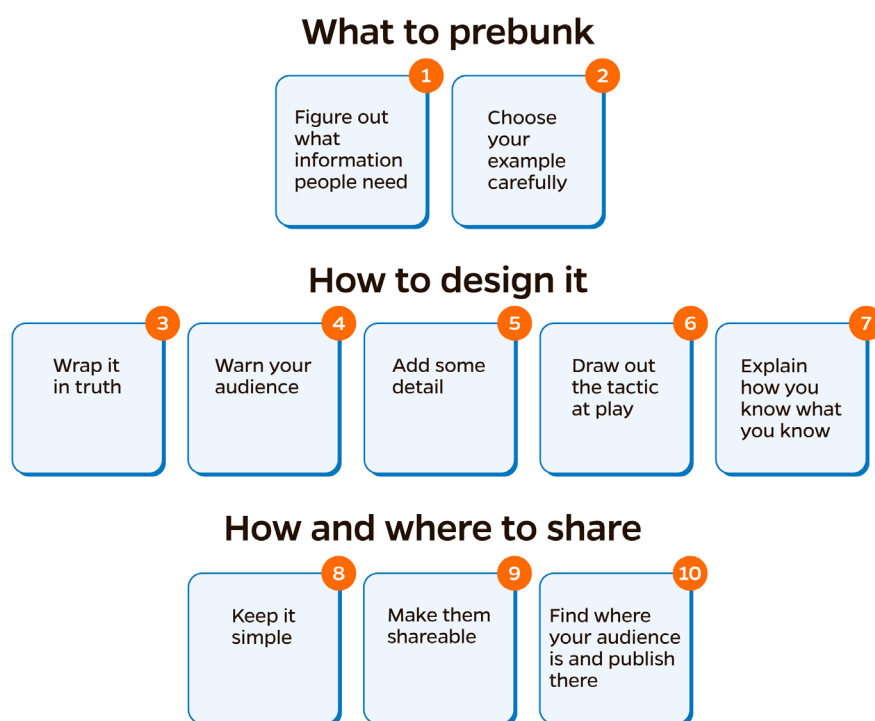 What to prebunk
1
Figure out
what
information
people need
2
Choose
your
example
carefully
How to design it
3
Wrap it
in truth
4
Warn your
audience
5
Add some
detail
6
Draw out
the tactic
at play
7
Explain
how you
know what
you know
How and where to share
8
Keep it
simple
9
Make them
shareable
10
Find where
your audience
is and publish
there